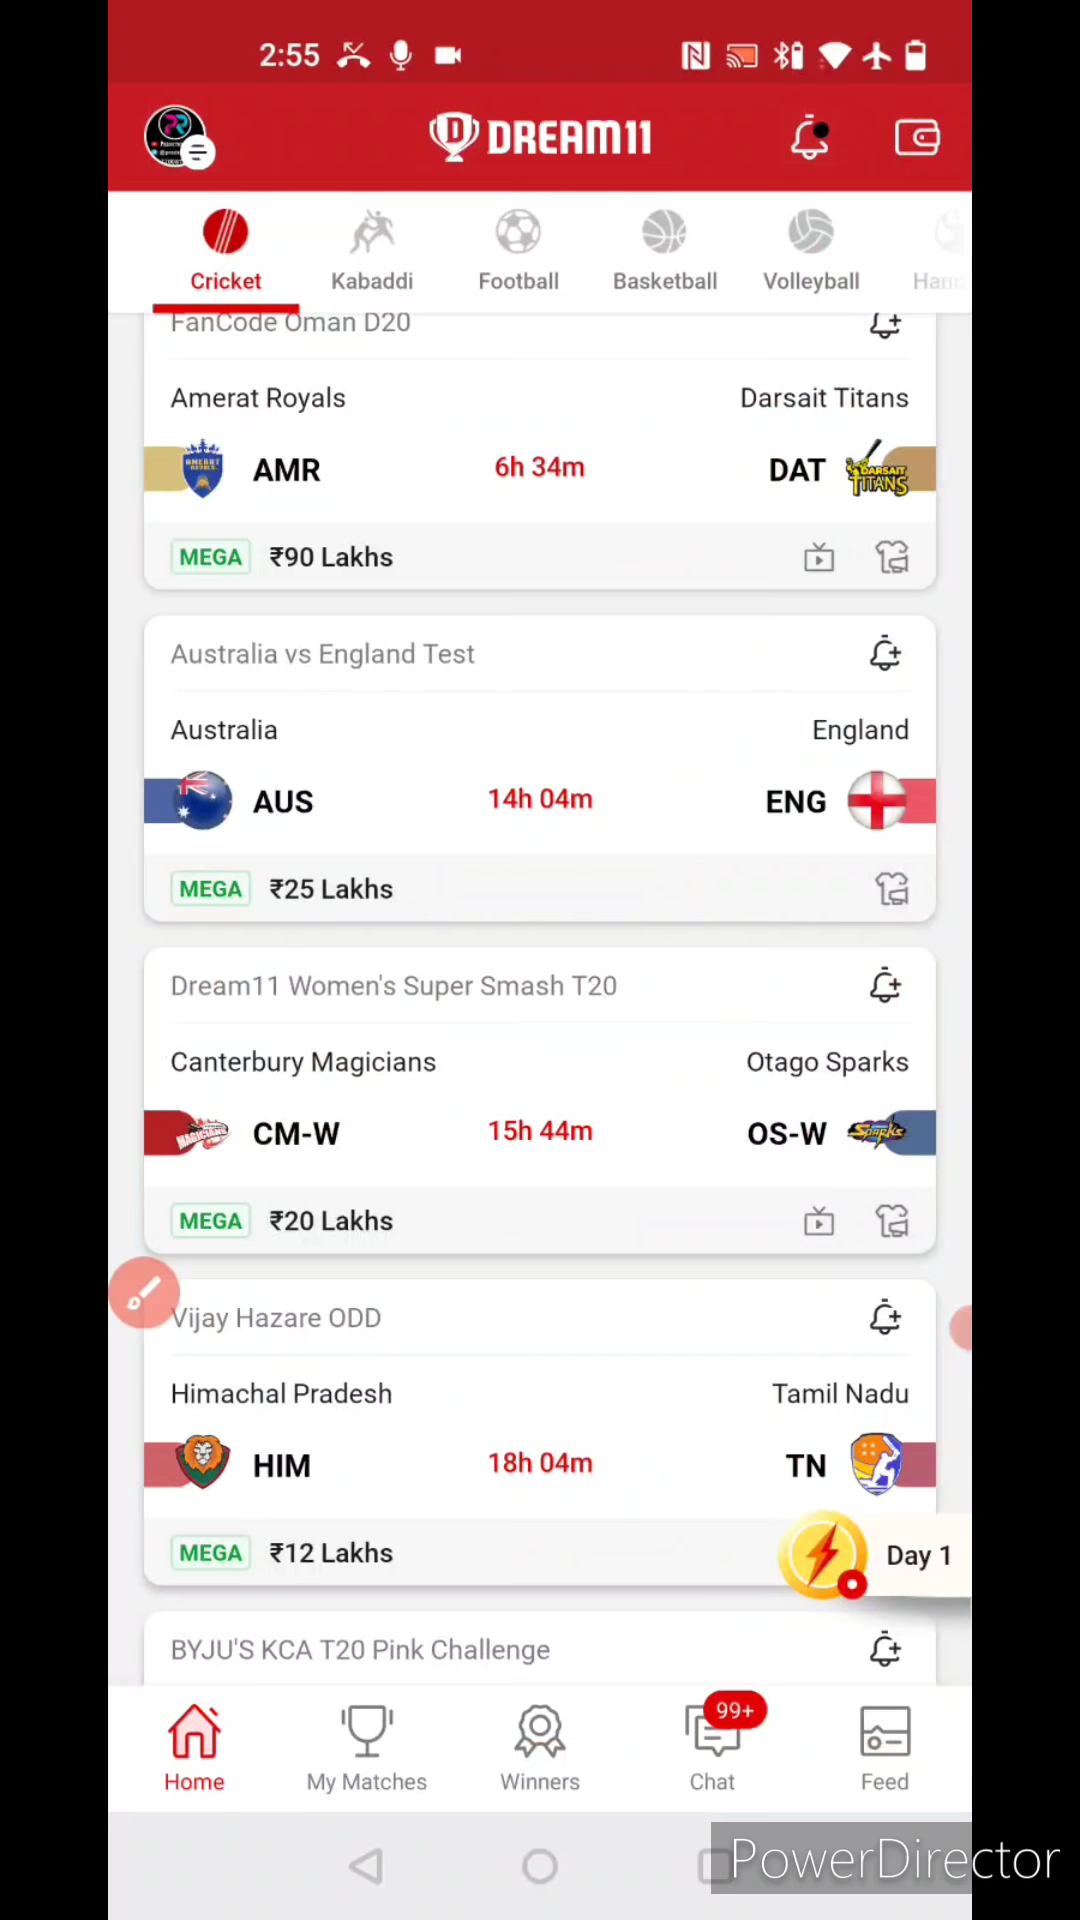 2:55
DREAM11
Cricket Kabaddi Football Basketball Volleyball
FanCode Oman D20
Amerat Royals Darsait Titans
AMR 6h 34m DAT
DARSAIT
TITANS
MEGA ₹90 Lakhs
Australia vs England Test
Australia England
AUS 14h 04m ENG
MEGA ₹25 Lakhs
Dream11 Women's Super Smash T20
Canterbury Magicians Otago Sparks
CM-W 15h 44m OS-W
MEGA ₹20 Lakhs
Vijay Hazare ODD
Himachal Pradesh Tamil Nadu
HIM 18h 04m TN
MEGA ₹12 Lakhs
Day 1
BYJU'S KCA T20 Pink Challenge
99+
Home My Matches Winners Chat Feed
PowerDirector